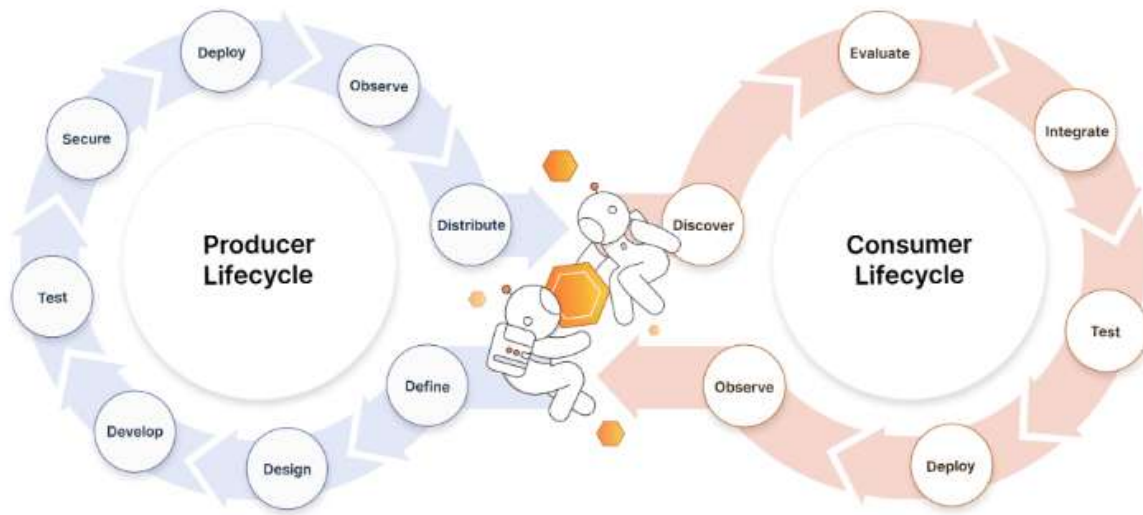 Deploy
Observe
Secure
Distribute
Producer
Lifecycle
Test
Define
Develop
Design
Evaluate
Integrate
Discover
Consumer
Lifecycle
Test
Observe
Deploy